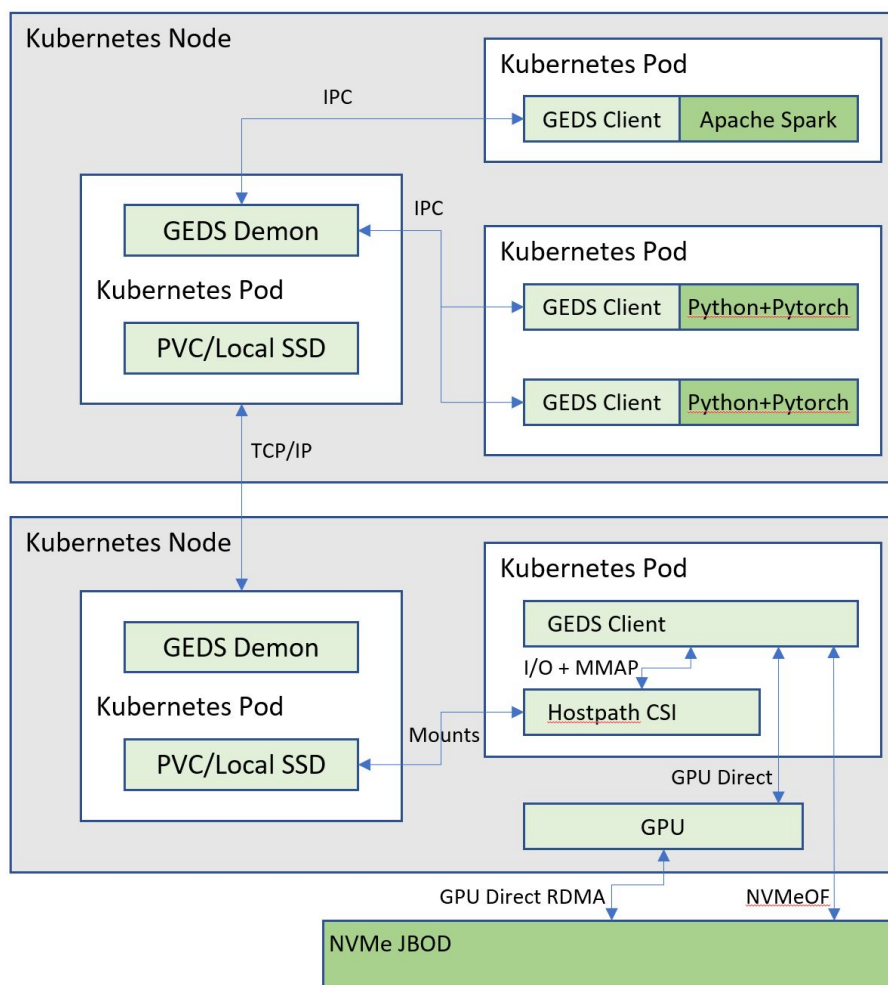 Kubernetes Node
Kubernetes Pod
IPC
GEDS Client
Apache Spark
GEDS Demon
IPC
Kubernetes Pod
Kubernetes Pod
GEDS Client
Python+Pytorch
PVC/Local SSD
GEDS Client
Python+Pytorch
TCP/IP
Kubernetes Node
Kubernetes Pod
GEDS Client
GEDS Demon
I/O + MMAP
Kubernetes Pod
Hostpath CSI
Mounts
PVC/Local SSD
GPU Direct
GPU
GPU Direct RDMA
NVMeOF
NVMe JBOD